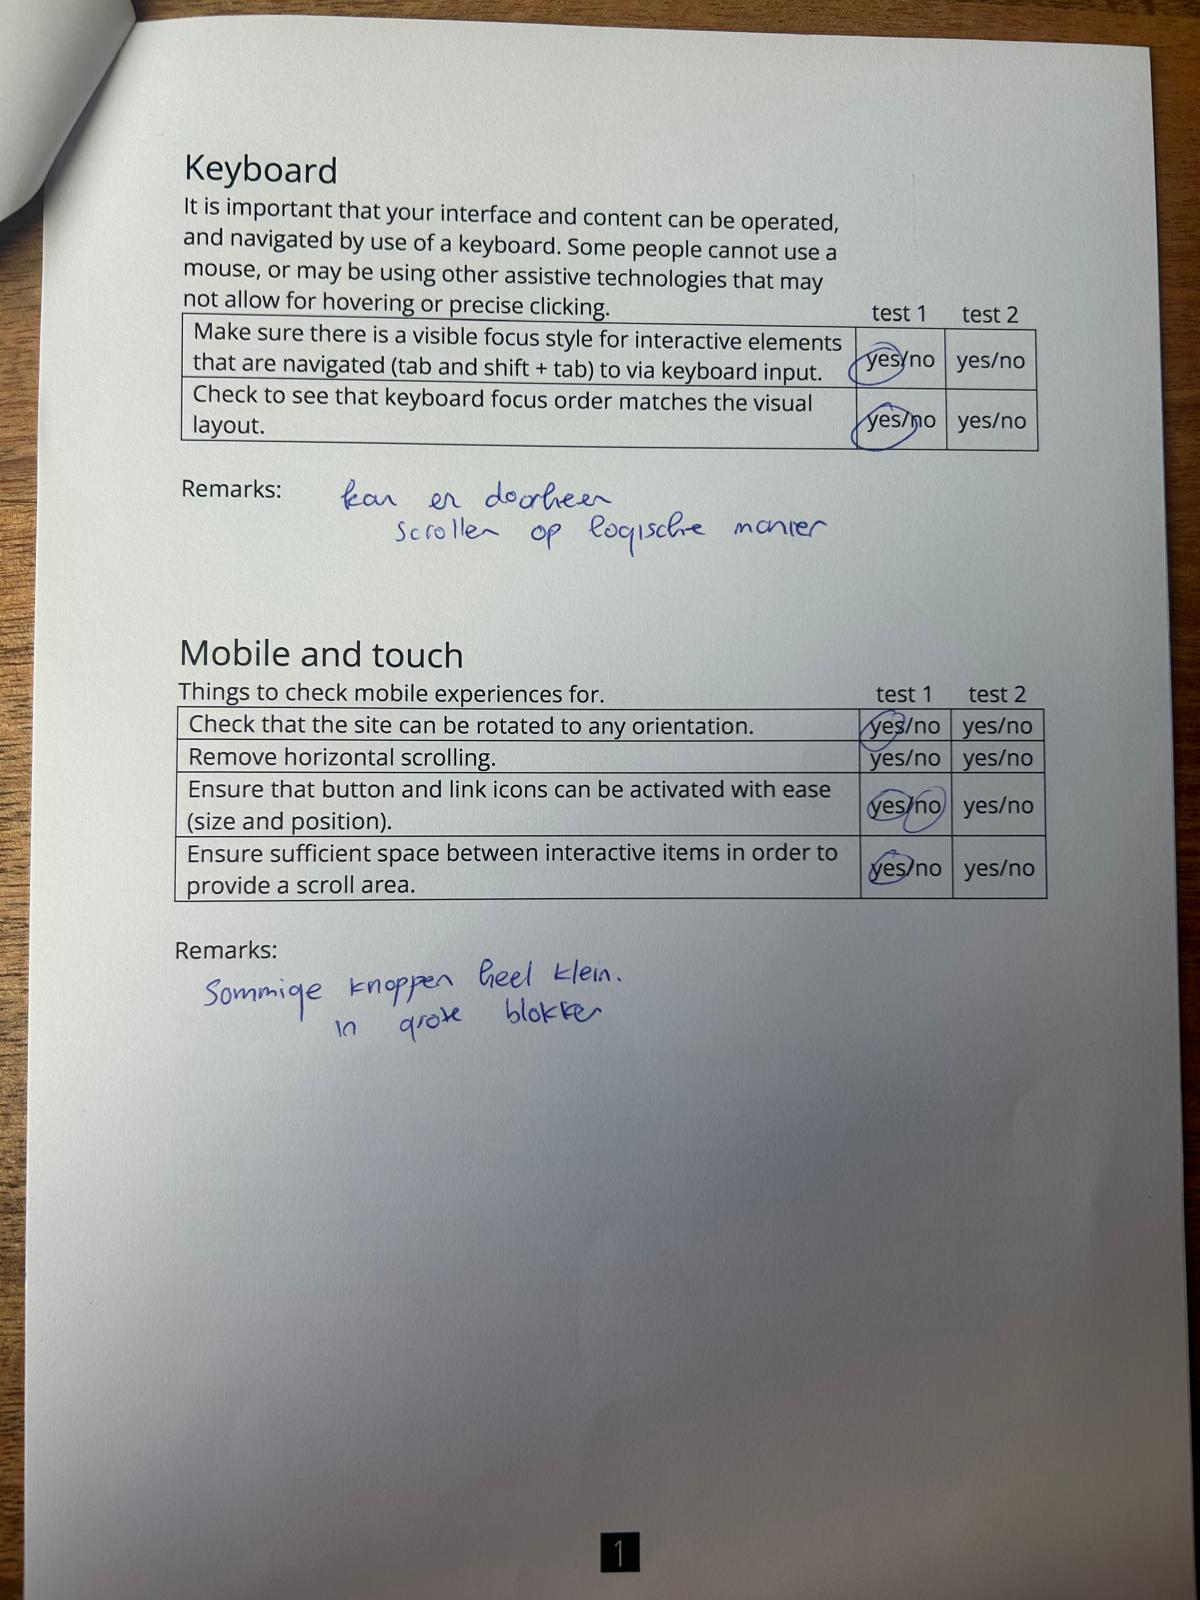 Keyboard
It is important that your interface and content can be operated,
and navigated by use of a keyboard. Some people cannot use a
mouse, or may be using other assistive technologies that may
not allow for hovering or precise clicking.
test 1 test 2
Make sure there is a visible focus style for interactive elements
that are navigated (tab and shift + tab) to via keyboard input.
yes/no yes/no
Check to see that keyboard focus order matches the visual
layout.
yes/no yes/no
Remarks: kan er doorheen
scrollen op logische manier
Mobile and touch
Things to check mobile experiences for. test 1 test 2
Check that the site can be rotated to any orientation. yes/no yes/no
Remove horizontal scrolling. yes/no yes/no
Ensure that button and link icons can be activated with ease
(size and position).
yes/no yes/no
Ensure sufficient space between interactive items in order to
provide a scroll area.
yes/no yes/no
Remarks:
Sommige knoppen heel klein.
in grote blokken
1